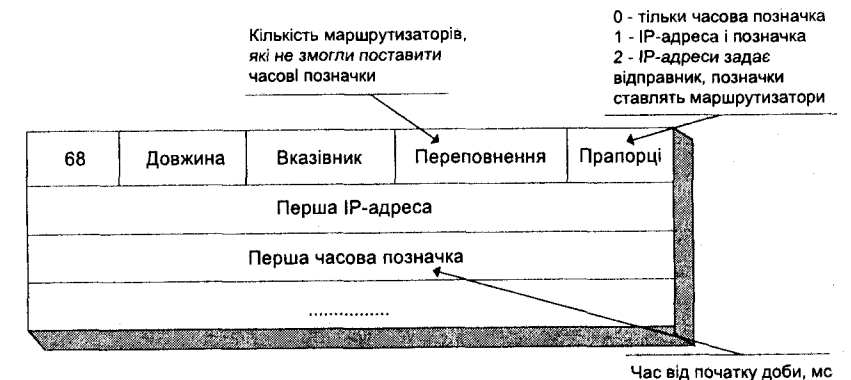 0 - тільки часова позначка
1 - IP-адреса і позначка
2 - IP-адреси задає
відправник, позначки
ставлять маршрутизатори
Кількість маршрутизаторів,
які не змогли поставити
часові позначки
68 Довжина Вказівник Переповнення Прапорці
Перша IP-адреса
Перша часова позначка
................
Час від початку доби, мс